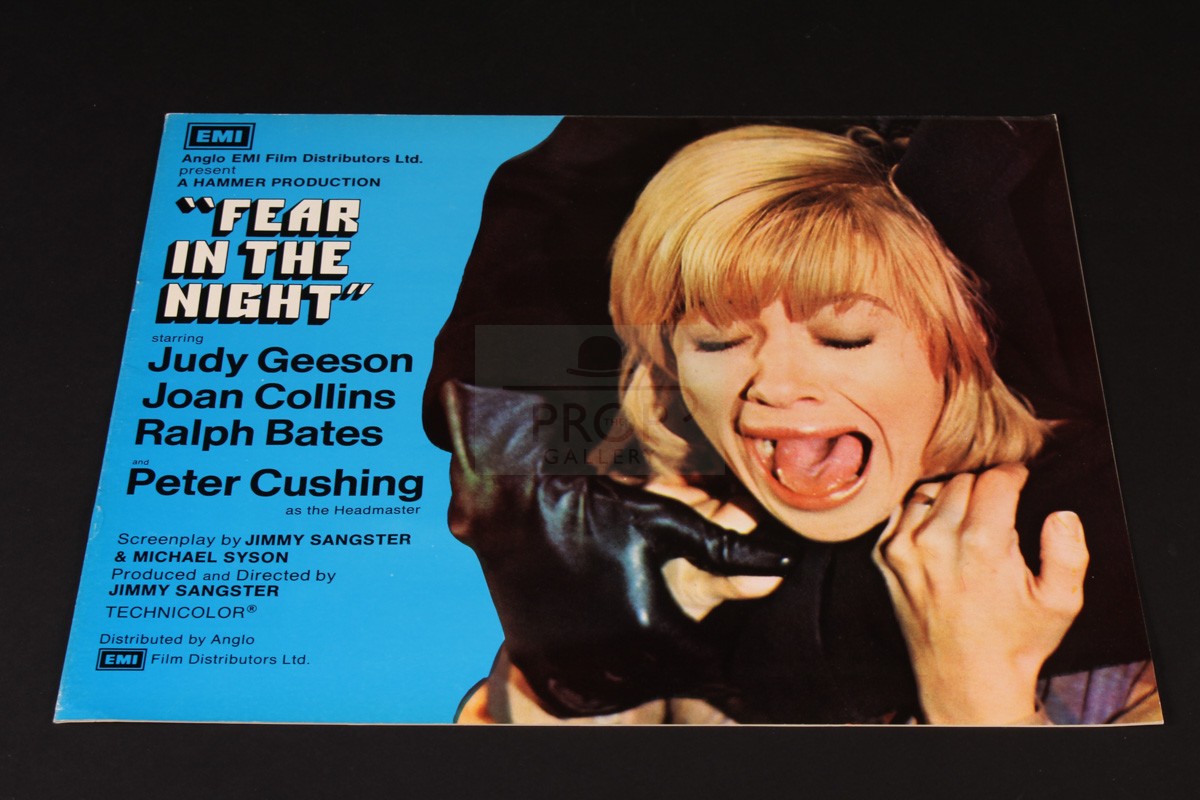 EMI
Anglo EMI Film Distributors Ltd.
present
A HAMMER PRODUCTION
"FEAR
IN THE
NIGHT"
starring
Judy Geeson
Joan Collins
Ralph Bates
and
Peter Cushing
as the Headmaster
Screenplay by JIMMY SANGSTER
& MICHAEL SYSON
Produced and Directed by
JIMMY SANGSTER
TECHNICOLOR®
Distributed by Anglo
EMI Film Distributors Ltd.
PROP
GALLERY